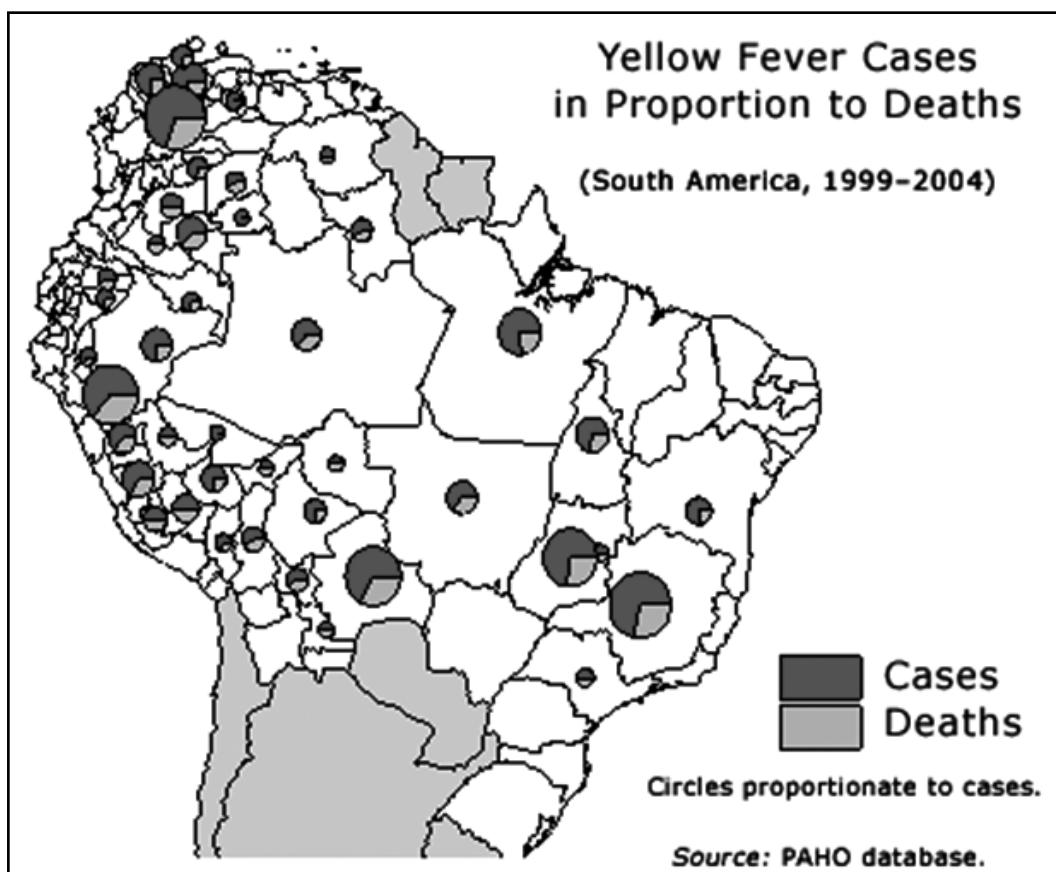 Yellow Fever Cases
in Proportion to Deaths
(South America, 1999–2004)
Cases
Deaths
Circles proportionate to cases.
Source: PAHO database.